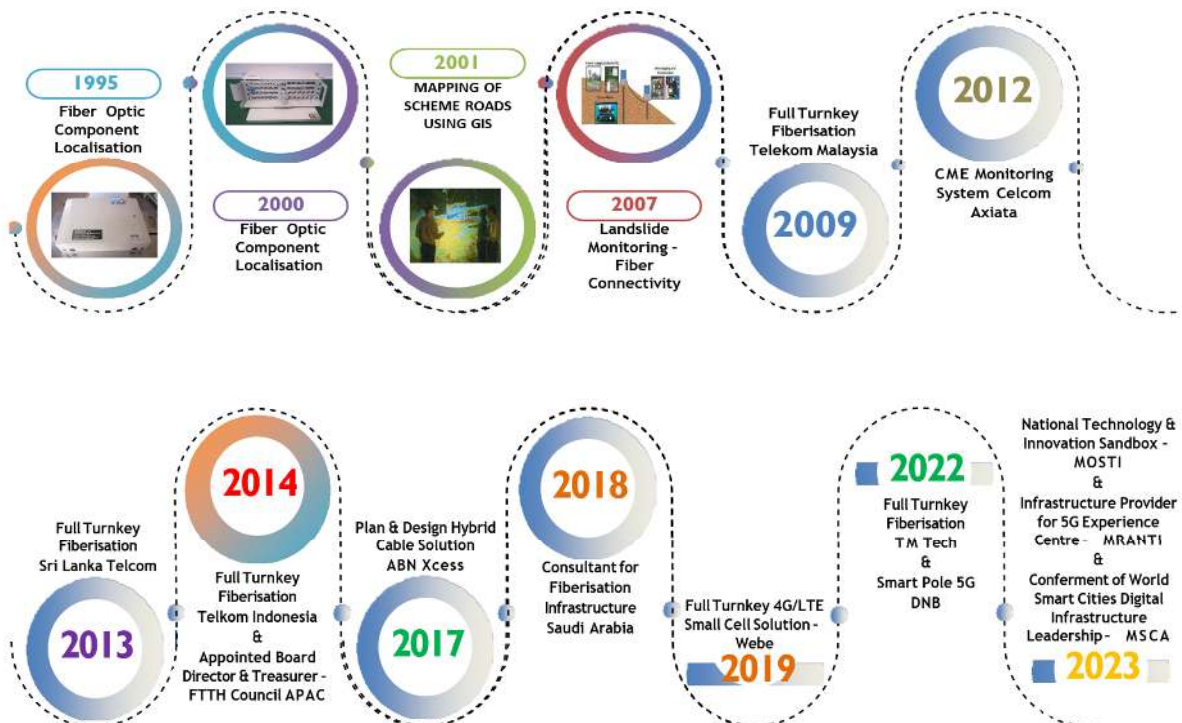 1995
Fiber Optic
Component
Localisation
2000
Fiber Optic
Component
Localisation
2001
MAPPING OF
SCHEME ROADS
USING GIS
2007
Landslide
Monitoring -
Fiber
Connectivity
Full Turnkey
Fiberisation
Telekom Malaysia
2009
2012
CME Monitoring
System Celcom
Axiata
Full Turnkey
Fiberisation
Sri Lanka Telcom
2013
2014
Full Turnkey
Fiberisation
Telkom Indonesia
&
Appointed Board
Director & Treasurer -
FTTH Council APAC
Plan & Design Hybrid
Cable Solution
ABN Xcess
2017
2018
Consultant for
Fiberisation
Infrastructure
Saudi Arabia
Full Turnkey 4G/LTE
Small Cell Solution -
Webe
2019
2022
Full Turnkey
Fiberisation
TM Tech
&
Smart Pole 5G
DNB
National Technology &
Innovation Sandbox -
MOSTI
&
Infrastructure Provider
for 5G Experience
Centre - MRANTI
&
Conferment of World
Smart Cities Digital
Infrastructure
Leadership - MSCA
2023